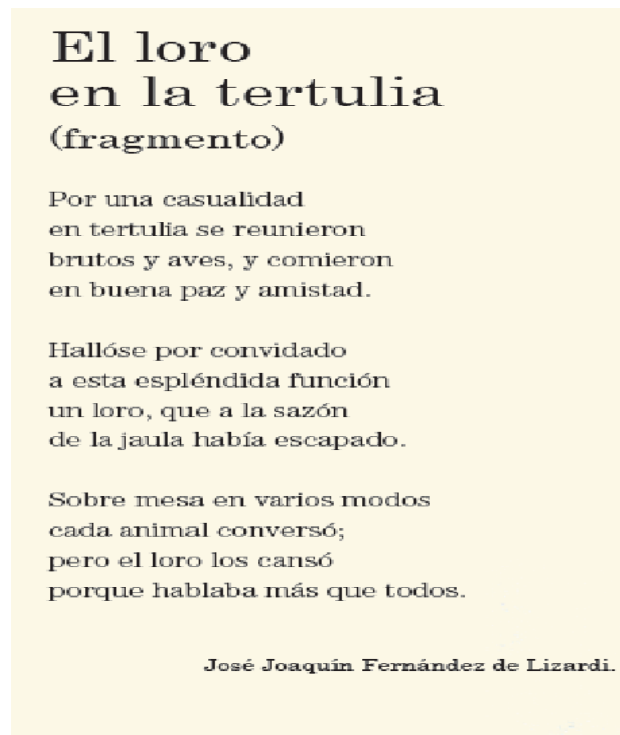 El loro
en la tertulia
(fragmento)
Por una casualidad
en tertulia se reunieron
brutos y aves, y comieron
en buena paz y amistad.
Hallóse por convidado
a esta espléndida función
un loro, que a la sazón
de la jaula había escapado.
Sobre mesa en varios modos
cada animal conversó;
pero el loro los cansó
porque hablaba más que todos.
José Joaquín Fernández de Lizardi.